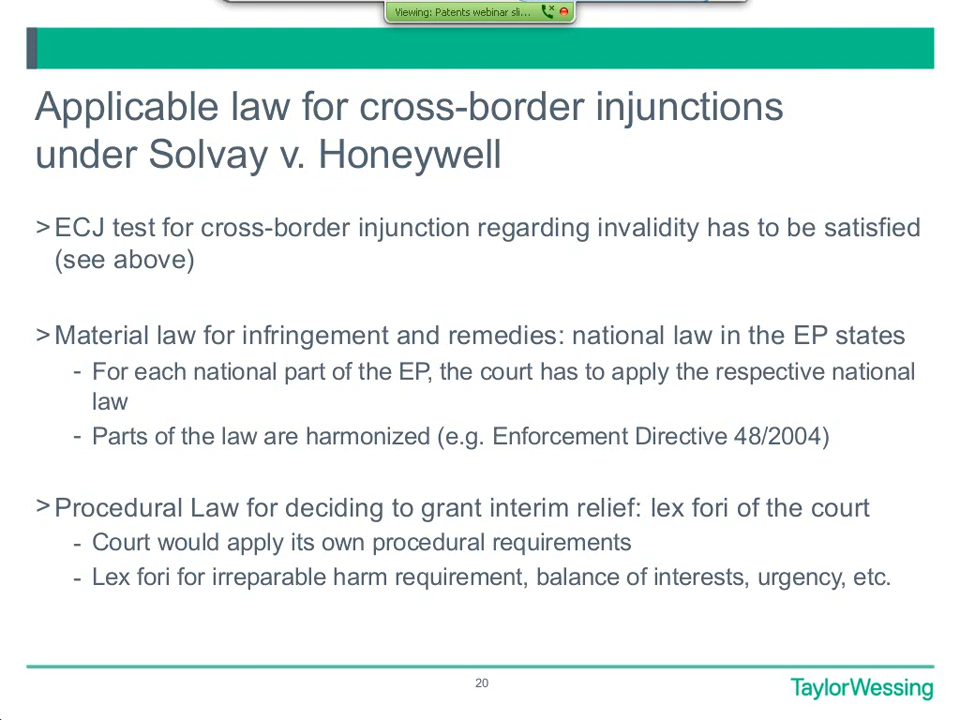 Viewing: Patents webinar sli...
Applicable law for cross-border injunctions
under Solvay v. Honeywell
> ECJ test for cross-border injunction regarding invalidity has to be satisfied
(see above)
> Material law for infringement and remedies: national law in the EP states
- For each national part of the EP, the court has to apply the respective national
law
- Parts of the law are harmonized (e.g. Enforcement Directive 48/2004)
> Procedural Law for deciding to grant interim relief: lex fori of the court
- Court would apply its own procedural requirements
- Lex fori for irreparable harm requirement, balance of interests, urgency, etc.
20
TaylorWessing